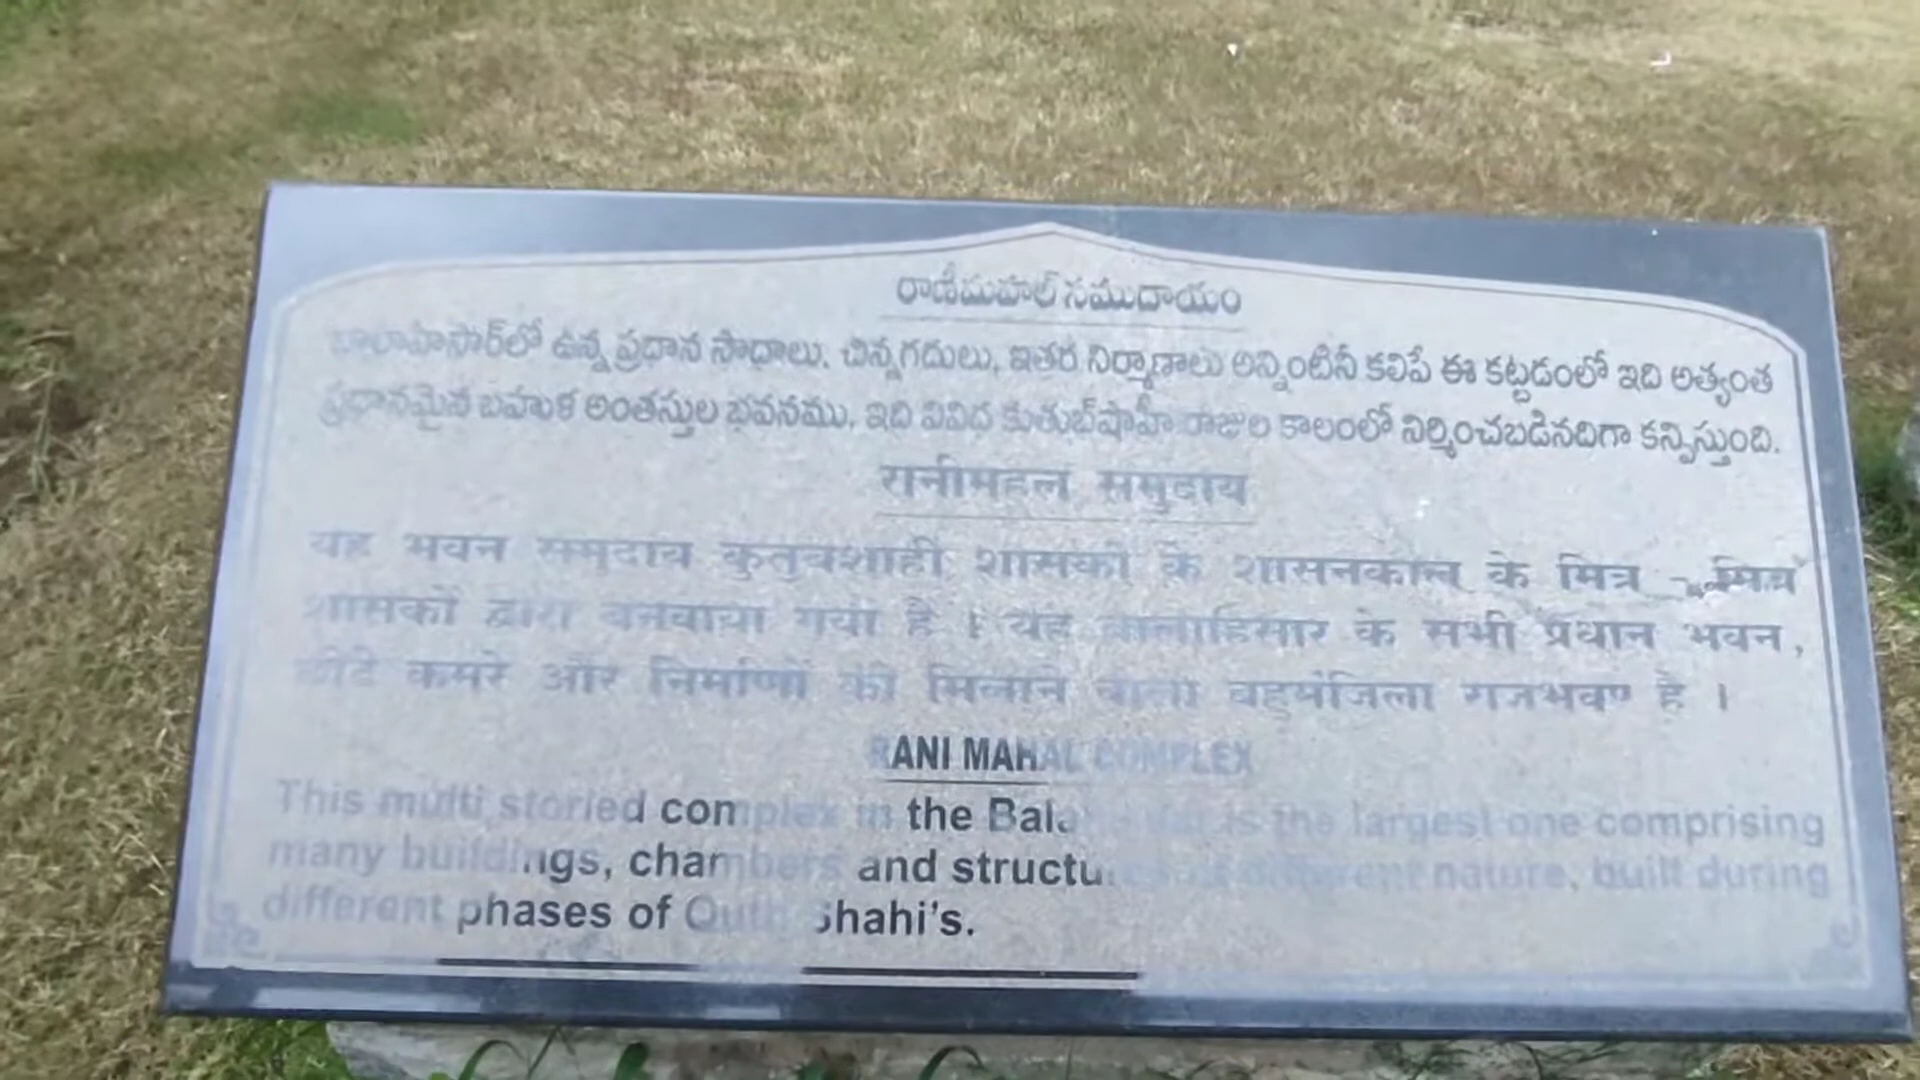 రాణీమహల్ సముదాయం
బాలాహిసార్‌లో ఉన్న ప్రధాన సౌధాలు, చిన్నగదులు, ఇతర నిర్మాణాలు అన్నింటినీ కలిపే ఈ కట్టడంలో ఇది అత్యంత
ప్రధానమైన బహుళ అంతస్తుల భవనము. ఇది వివిధ కుతుబ్‌షాహీ రాజుల కాలంలో నిర్మించబడినదిగా కన్పిస్తుంది.
रानीमहल समुदाय
यह भवन समुदाय कुतुबशाही शासकों के शासनकाल के मित्र - मित्र
शासकों द्वारा बनवाया गया है । यह बालाहिसार के सभी प्रधान भवन ,
छोटे कमरे और निर्माणों को मिलाने वाला बहुमंजिला राजभवण है ।
RANI MAHAL COMPLEX
This multi storied complex in the Bala is the largest one comprising
many buildings, chambers and structures of different nature, built during
different phases of Qutb Shahi's.